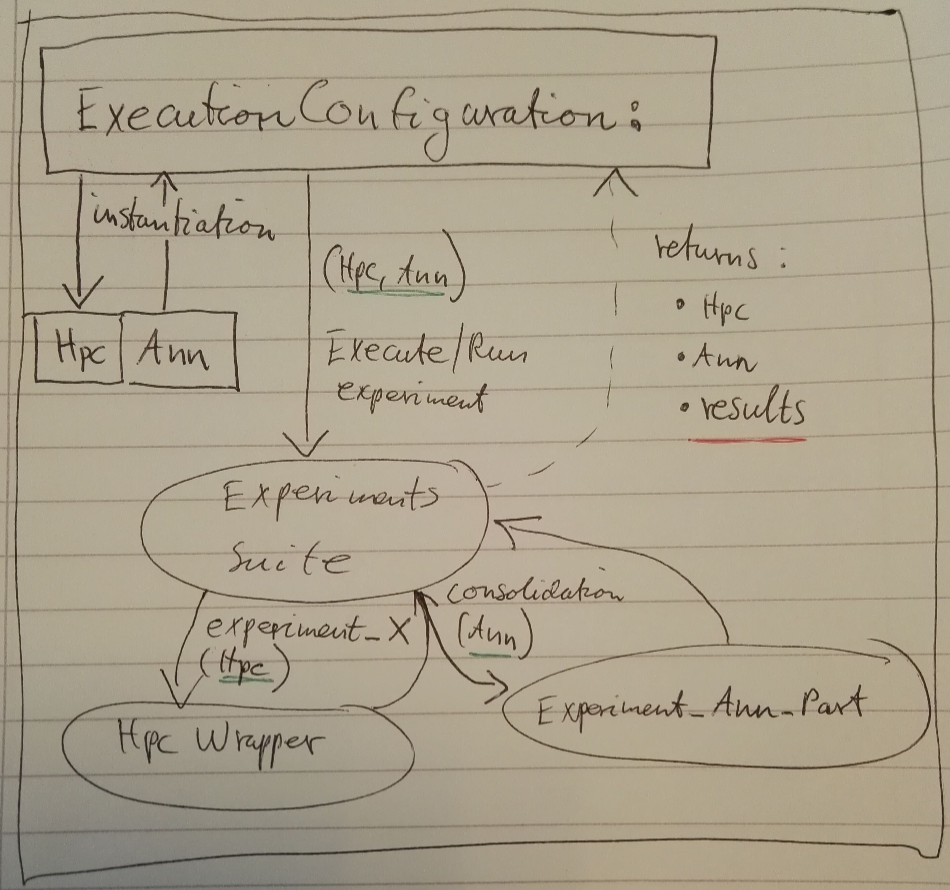 ExecutionConfiguration:
instantiation
(Hpc, Ann)
returns:
• Hpc
Hpc Ann
Execute/Run
• Ann
experiment
• results
Experiments
Suite
consolidation
experiment_X
(Ann)
(Hpc)
Experiment_Ann_Part
Hpc Wrapper